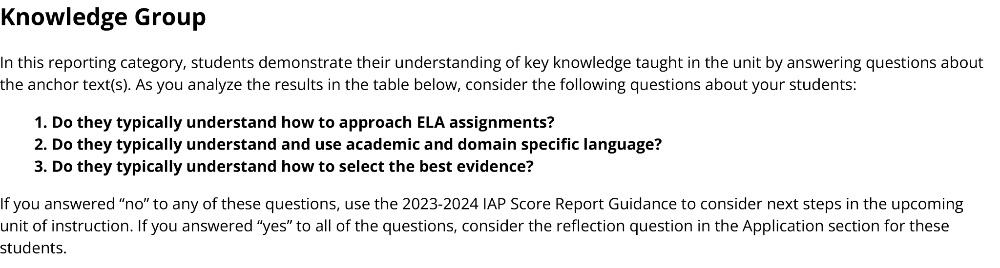 Knowledge Group
In this reporting category, students demonstrate their understanding of key knowledge taught in the unit by answering questions about
the anchor text(s). As you analyze the results in the table below, consider the following questions about your students:
1. Do they typically understand how to approach ELA assignments?
2. Do they typically understand and use academic and domain specific language?
3. Do they typically understand how to select the best evidence?
If you answered “no” to any of these questions, use the 2023-2024 IAP Score Report Guidance to consider next steps in the upcoming
unit of instruction. If you answered “yes” to all of the questions, consider the reflection question in the Application section for these
students.